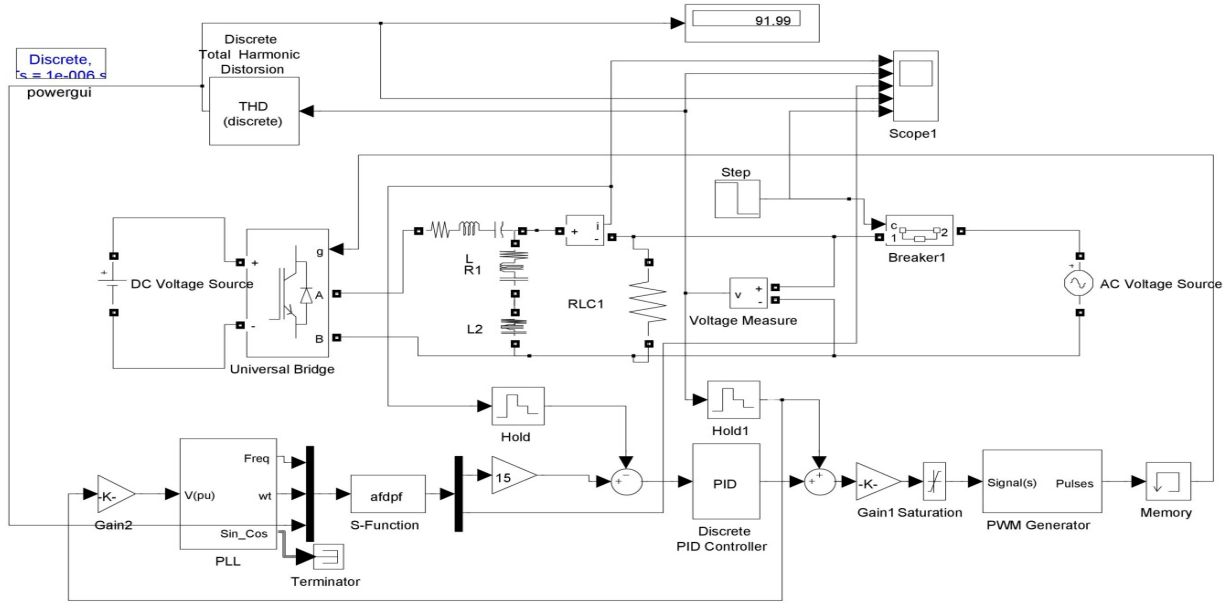 91.99
Discrete
Total Harmonic
Distorsion
Discrete,
Ts = 1e-006 s
powergui
THD
(discrete)
Scope1
Step
g
+
i
-
c
1
2
Breaker1
+
DC Voltage Source
+
A
-
B
Universal Bridge
L
R1
L2
RLC1
v
+
-
Voltage Measure
+
AC Voltage Source
Hold
Hold1
-K-
Gain2
V(pu)
Freq
wt
Sin_Cos
PLL
Terminator
afdpf
S-Function
15
−
+
PID
Discrete
PID Controller
+
+
-K-
Gain1
Saturation
Signal(s)
Pulses
PWM Generator
Memory